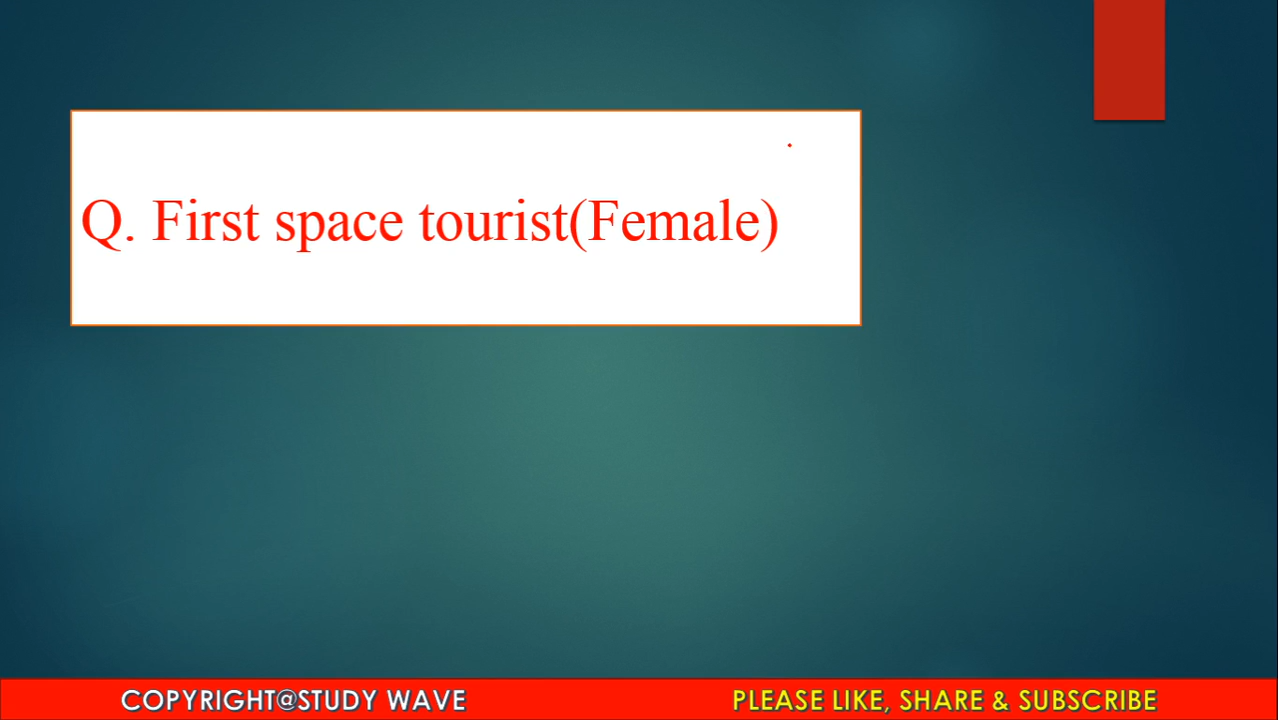 Q. First space tourist(Female)
COPYRIGHT@STUDY WAVE
PLEASE LIKE, SHARE & SUBSCRIBE